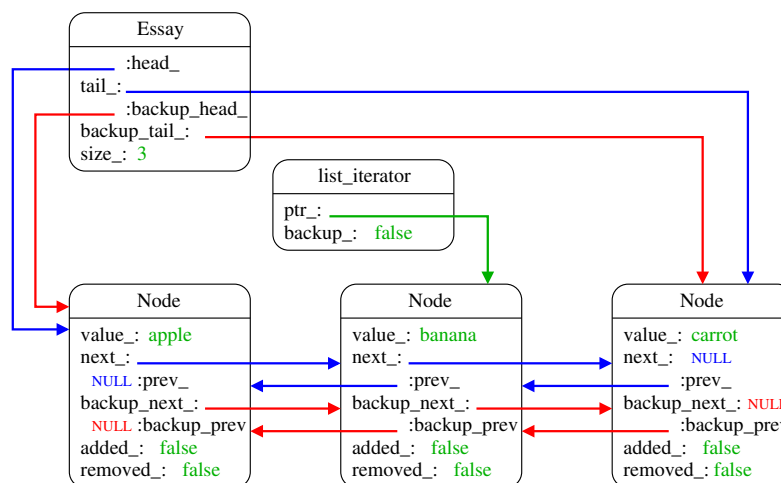 Essay
:head_
tail_:
:backup_head_
backup_tail_:
size_: 3
list_iterator
ptr_:
backup_: false
Node
value_: apple
next_:
NULL :prev_
backup_next_:
NULL :backup_prev
added_: false
removed_: false
Node
value_: banana
next_:
:prev_
backup_next_:
:backup_prev
added_: false
removed_: false
Node
value_: carrot
next_: NULL
:prev_
backup_next_: NULL
:backup_prev
added_: false
removed_: false